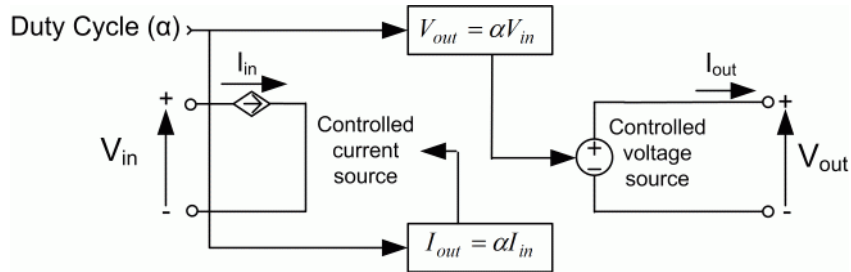 Duty Cycle (α)
V_out = αV_in
I_in
I_out
+
+
Controlled
current
source
+
−
Controlled
voltage
source
V_in
V_out
-
-
I_out = αI_in